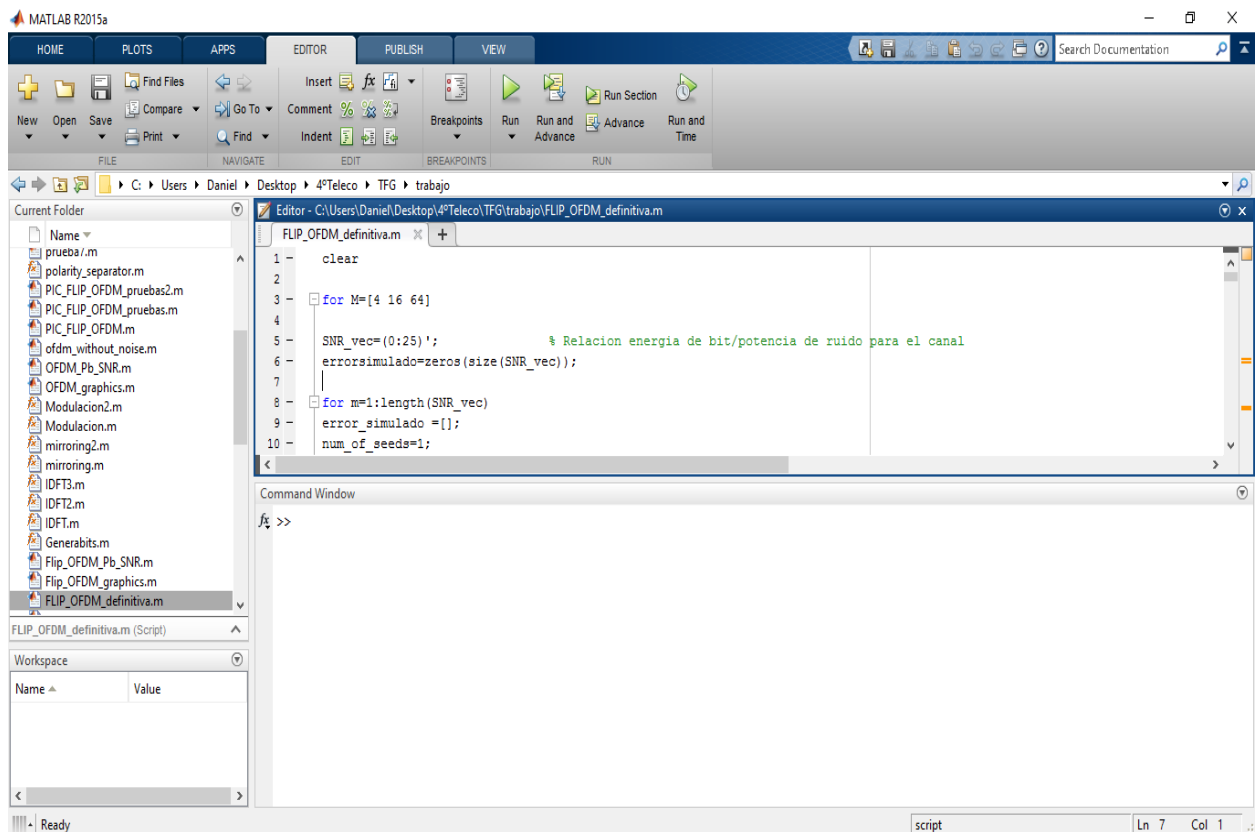 MATLAB R2015a
HOME PLOTS APPS EDITOR PUBLISH VIEW Search Documentation
New Open Save Find Files Compare Print
FILE
Go To Find
NAVIGATE
Insert fx
Comment
Indent
EDIT
Breakpoints
BREAKPOINTS
Run Run and Advance Run Section Advance Run and Time
RUN
C: Users Daniel Desktop 4ºTeleco TFG trabajo
Current Folder
Name
prueba7.m
polarity_separator.m
PIC_FLIP_OFDM_pruebas2.m
PIC_FLIP_OFDM_pruebas.m
PIC_FLIP_OFDM.m
ofdm_without_noise.m
OFDM_Pb_SNR.m
OFDM_graphics.m
Modulacion2.m
Modulacion.m
mirroring2.m
mirroring.m
IDFT3.m
IDFT2.m
IDFT.m
Generabits.m
Flip_OFDM_Pb_SNR.m
Flip_OFDM_graphics.m
FLIP_OFDM_definitiva.m
FLIP_OFDM_definitiva.m (Script)
Workspace
Name Value
Editor - C:\Users\Daniel\Desktop\4ºTeleco\TFG\trabajo\FLIP_OFDM_definitiva.m
FLIP_OFDM_definitiva.m +
1 - clear
2
3 - for M=[4 16 64]
4
5 - SNR_vec=(0:25)'; % Relacion energia de bit/potencia de ruido para el canal
6 - errorsimulado=zeros(size(SNR_vec));
7
8 - for m=1:length(SNR_vec)
9 - error_simulado =[];
10 - num_of_seeds=1;
Command Window
fx >>
Ready script Ln 7 Col 1